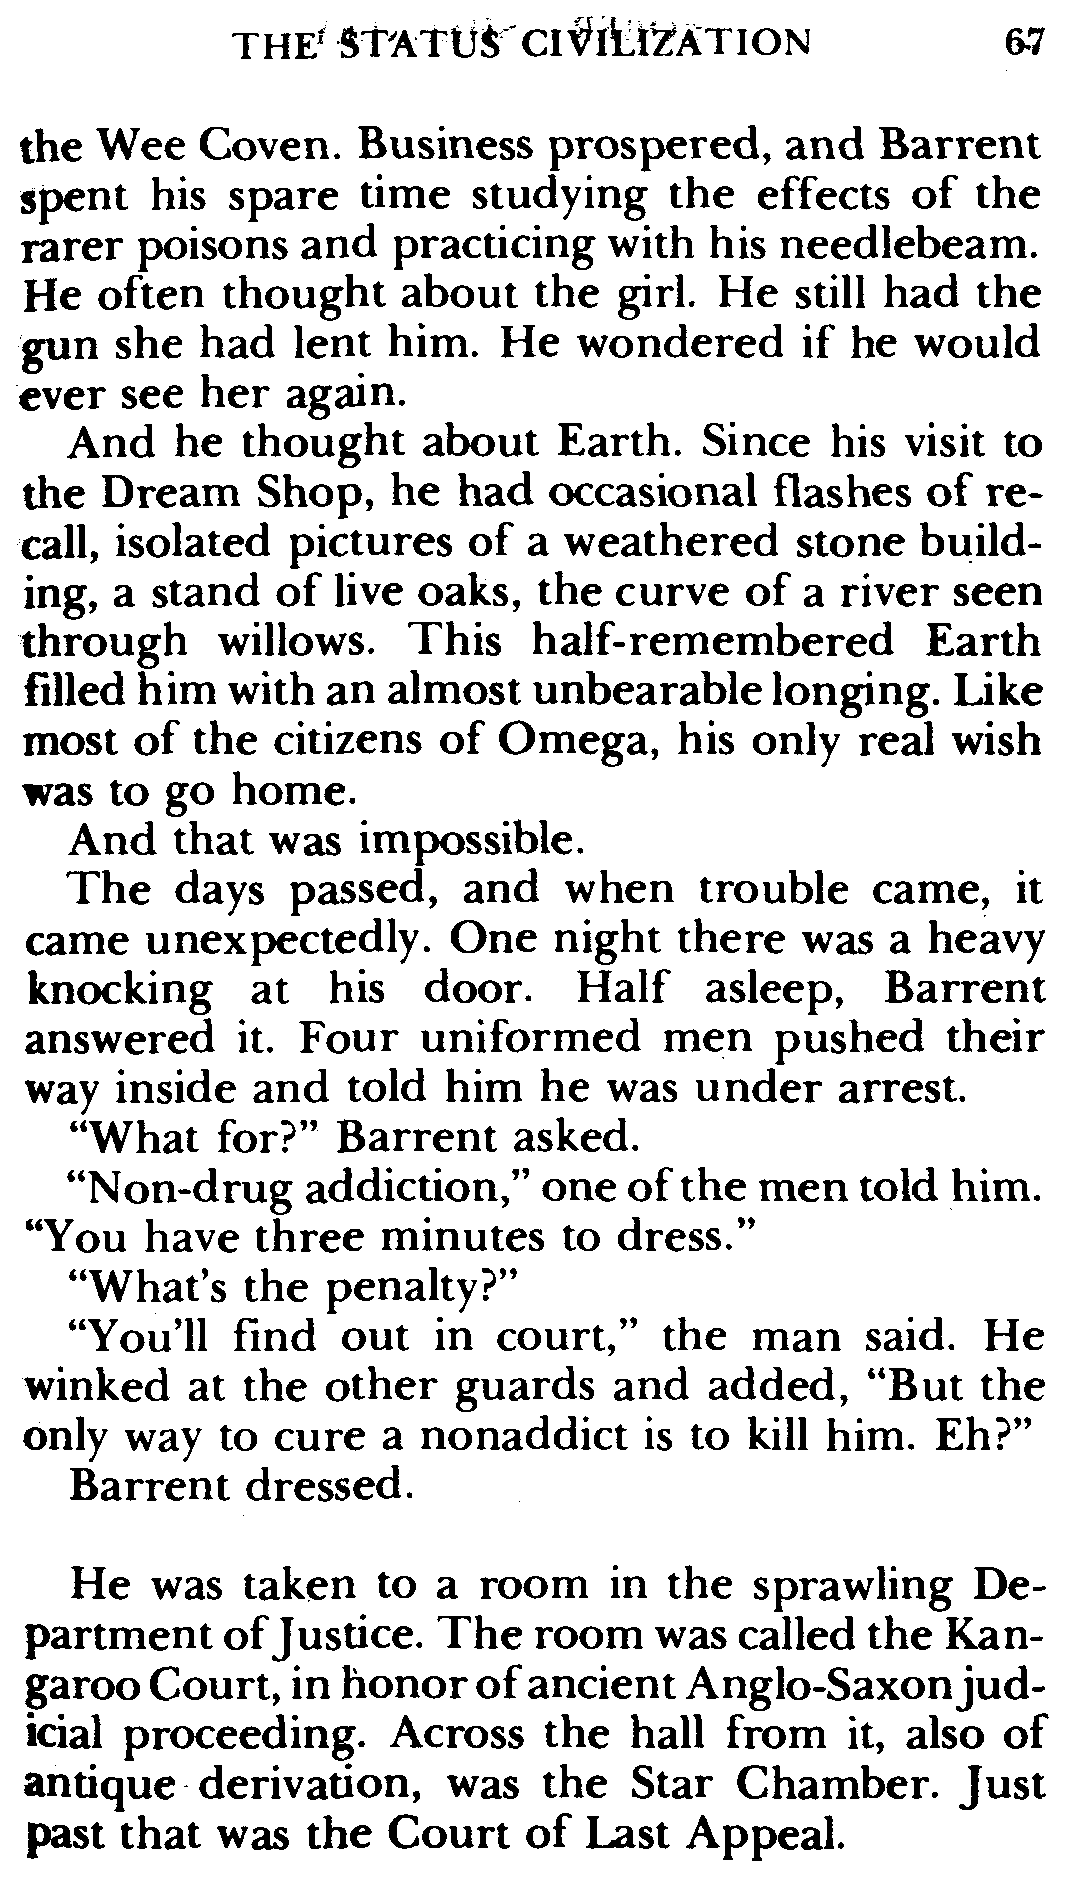 THE STATUS CIVILIZATION 67
the Wee Coven. Business prospered, and Barrent
spent his spare time studying the effects of the
rarer poisons and practicing with his needlebeam.
He often thought about the girl. He still had the
gun she had lent him. He wondered if he would
ever see her again.
And he thought about Earth. Since his visit to
the Dream Shop, he had occasional flashes of re-
call, isolated pictures of a weathered stone build-
ing, a stand of live oaks, the curve of a river seen
through willows. This half-remembered Earth
filled him with an almost unbearable longing. Like
most of the citizens of Omega, his only real wish
was to go home.
And that was impossible.
The days passed, and when trouble came, it
came unexpectedly. One night there was a heavy
knocking at his door. Half asleep, Barrent
answered it. Four uniformed men pushed their
way inside and told him he was under arrest.
“What for?” Barrent asked.
“Non-drug addiction,” one of the men told him.
“You have three minutes to dress.”
“What's the penalty?”
“You'll find out in court,” the man said. He
winked at the other guards and added, “But the
only way to cure a nonaddict is to kill him. Eh?”
Barrent dressed.
He was taken to a room in the sprawling De-
partment of Justice. The room was called the Kan-
garoo Court, in honor of ancient Anglo-Saxon jud-
icial proceeding. Across the hall from it, also of
antique derivation, was the Star Chamber. Just
past that was the Court of Last Appeal.